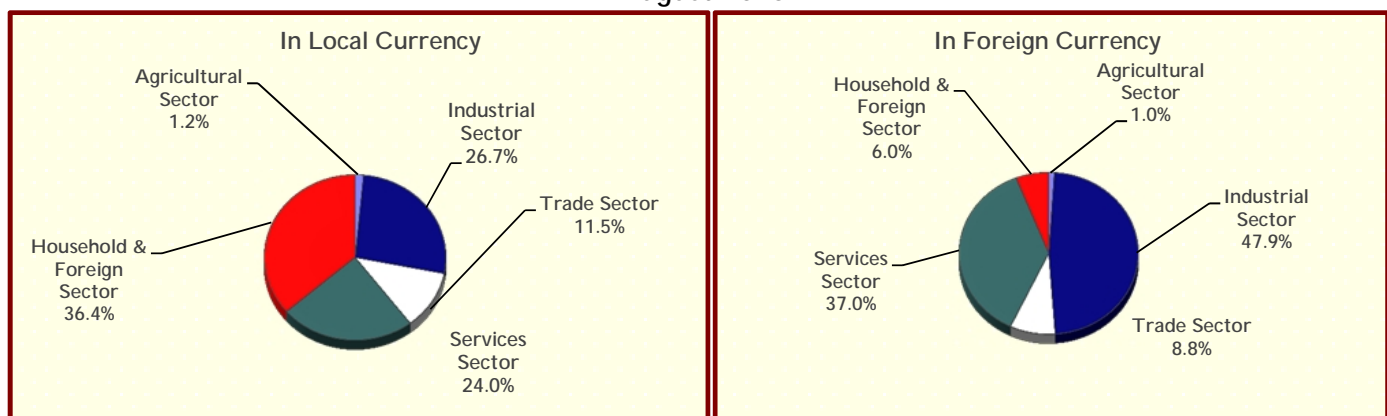 In Local Currency
Agricultural
Sector
1.2%
Industrial
Sector
26.7%
Trade Sector
11.5%
Services
Sector
24.0%
Household &
Foreign
Sector
36.4%
In Foreign Currency
Household &
Foreign
Sector
6.0%
Agricultural
Sector
1.0%
Industrial
Sector
47.9%
Trade Sector
8.8%
Services
Sector
37.0%